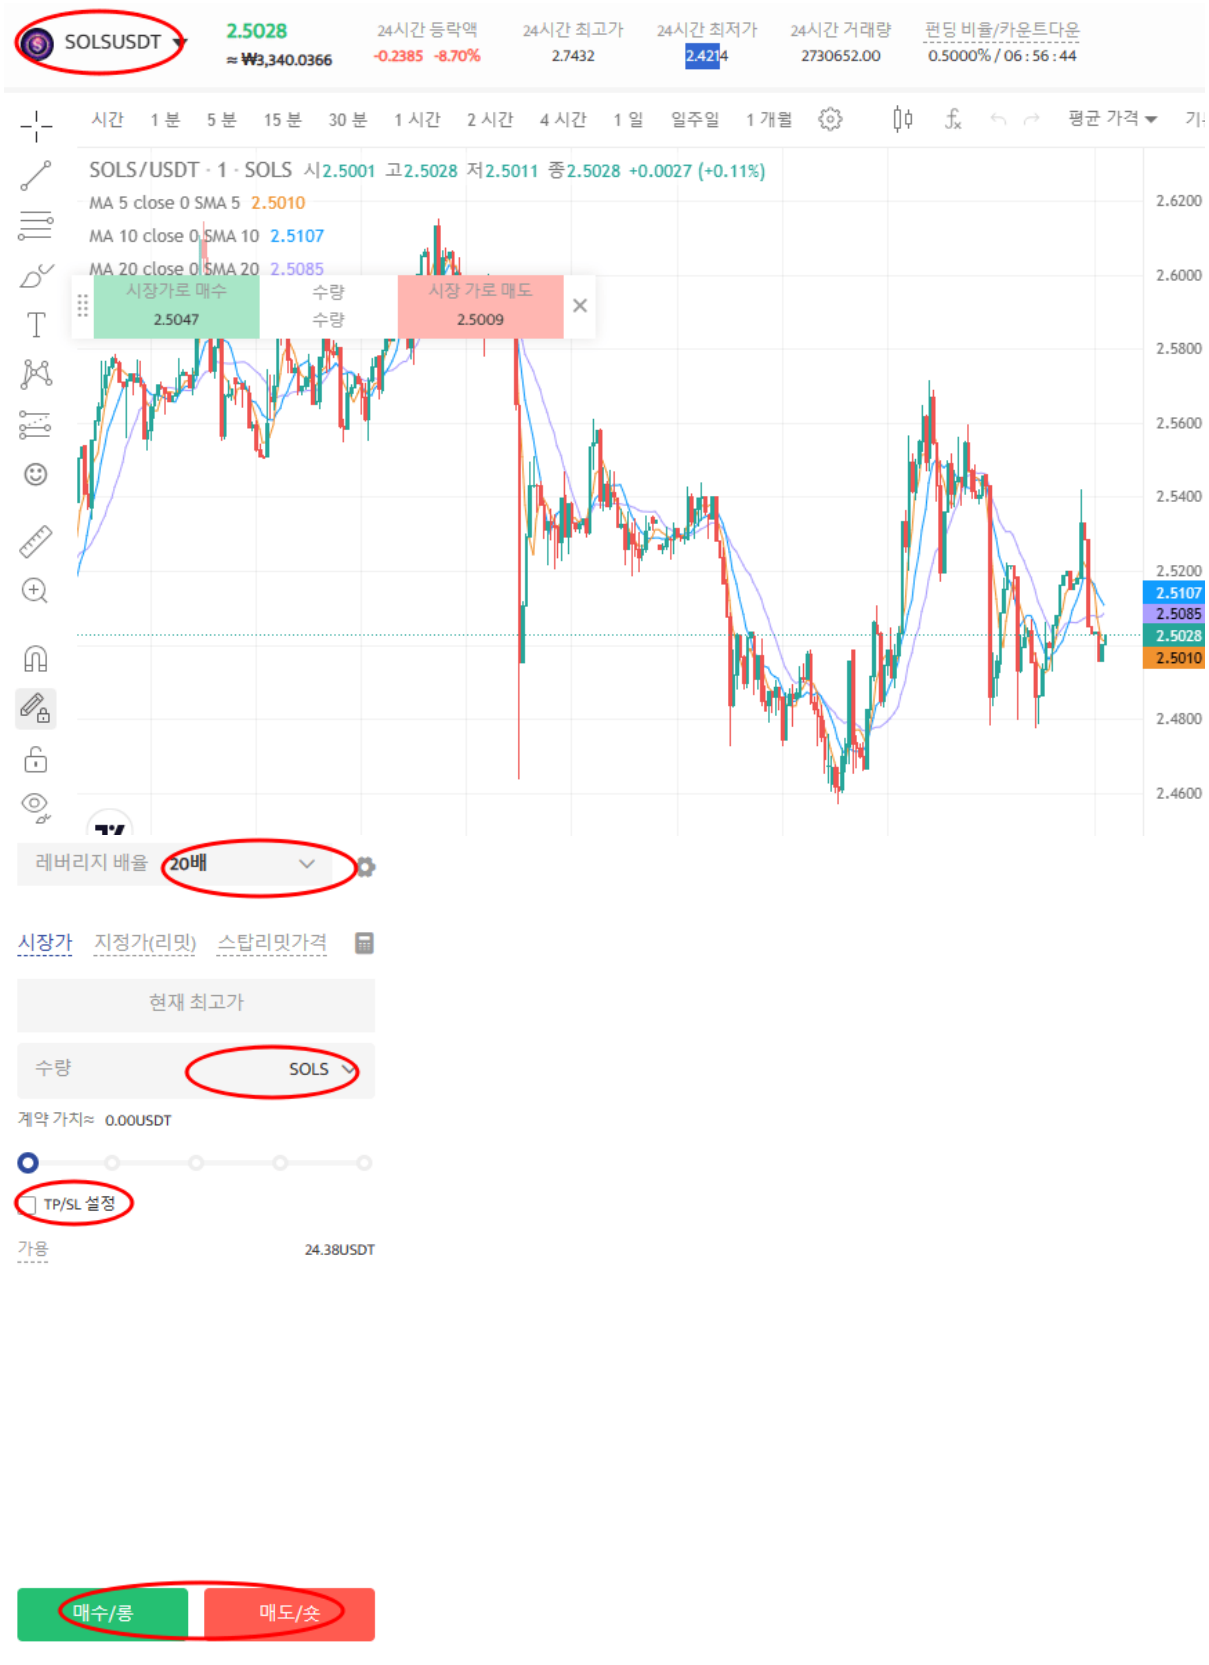 SOLSUSDT
2.5028
≈ ₩3,340.0366
24시간 등락액
-0.2385 -8.70%
24시간 최고가
2.7432
24시간 최저가
2.4214
24시간 거래량
2730652.00
펀딩 비율/카운트다운
0.5000% / 06 : 56 : 44
시간 1 분 5 분 15 분 30 분 1 시간 2 시간 4 시간 1 일 일주일 1 개월 평균 가격
SOLS/USDT · 1 · SOLS 시2.5001 고2.5028 저2.5011 종2.5028 +0.0027 (+0.11%)
MA 5 close 0 SMA 5 2.5010
MA 10 close 0 SMA 10 2.5107
MA 20 close 0 SMA 20 2.5085
시장가로 매수 수량 시장 가로 매도
2.5047 수량 2.5009
2.6200
2.6000
2.5800
2.5600
2.5400
2.5200
2.5107
2.5085
2.5028
2.5010
2.4800
2.4600
레버리지 배율 20배
시장가 지정가(리밋) 스탑리밋가격
현재 최고가
수량 SOLS
계약 가치≈ 0.00USDT
TP/SL 설정
가용 24.38USDT
매수/롱 매도/숏